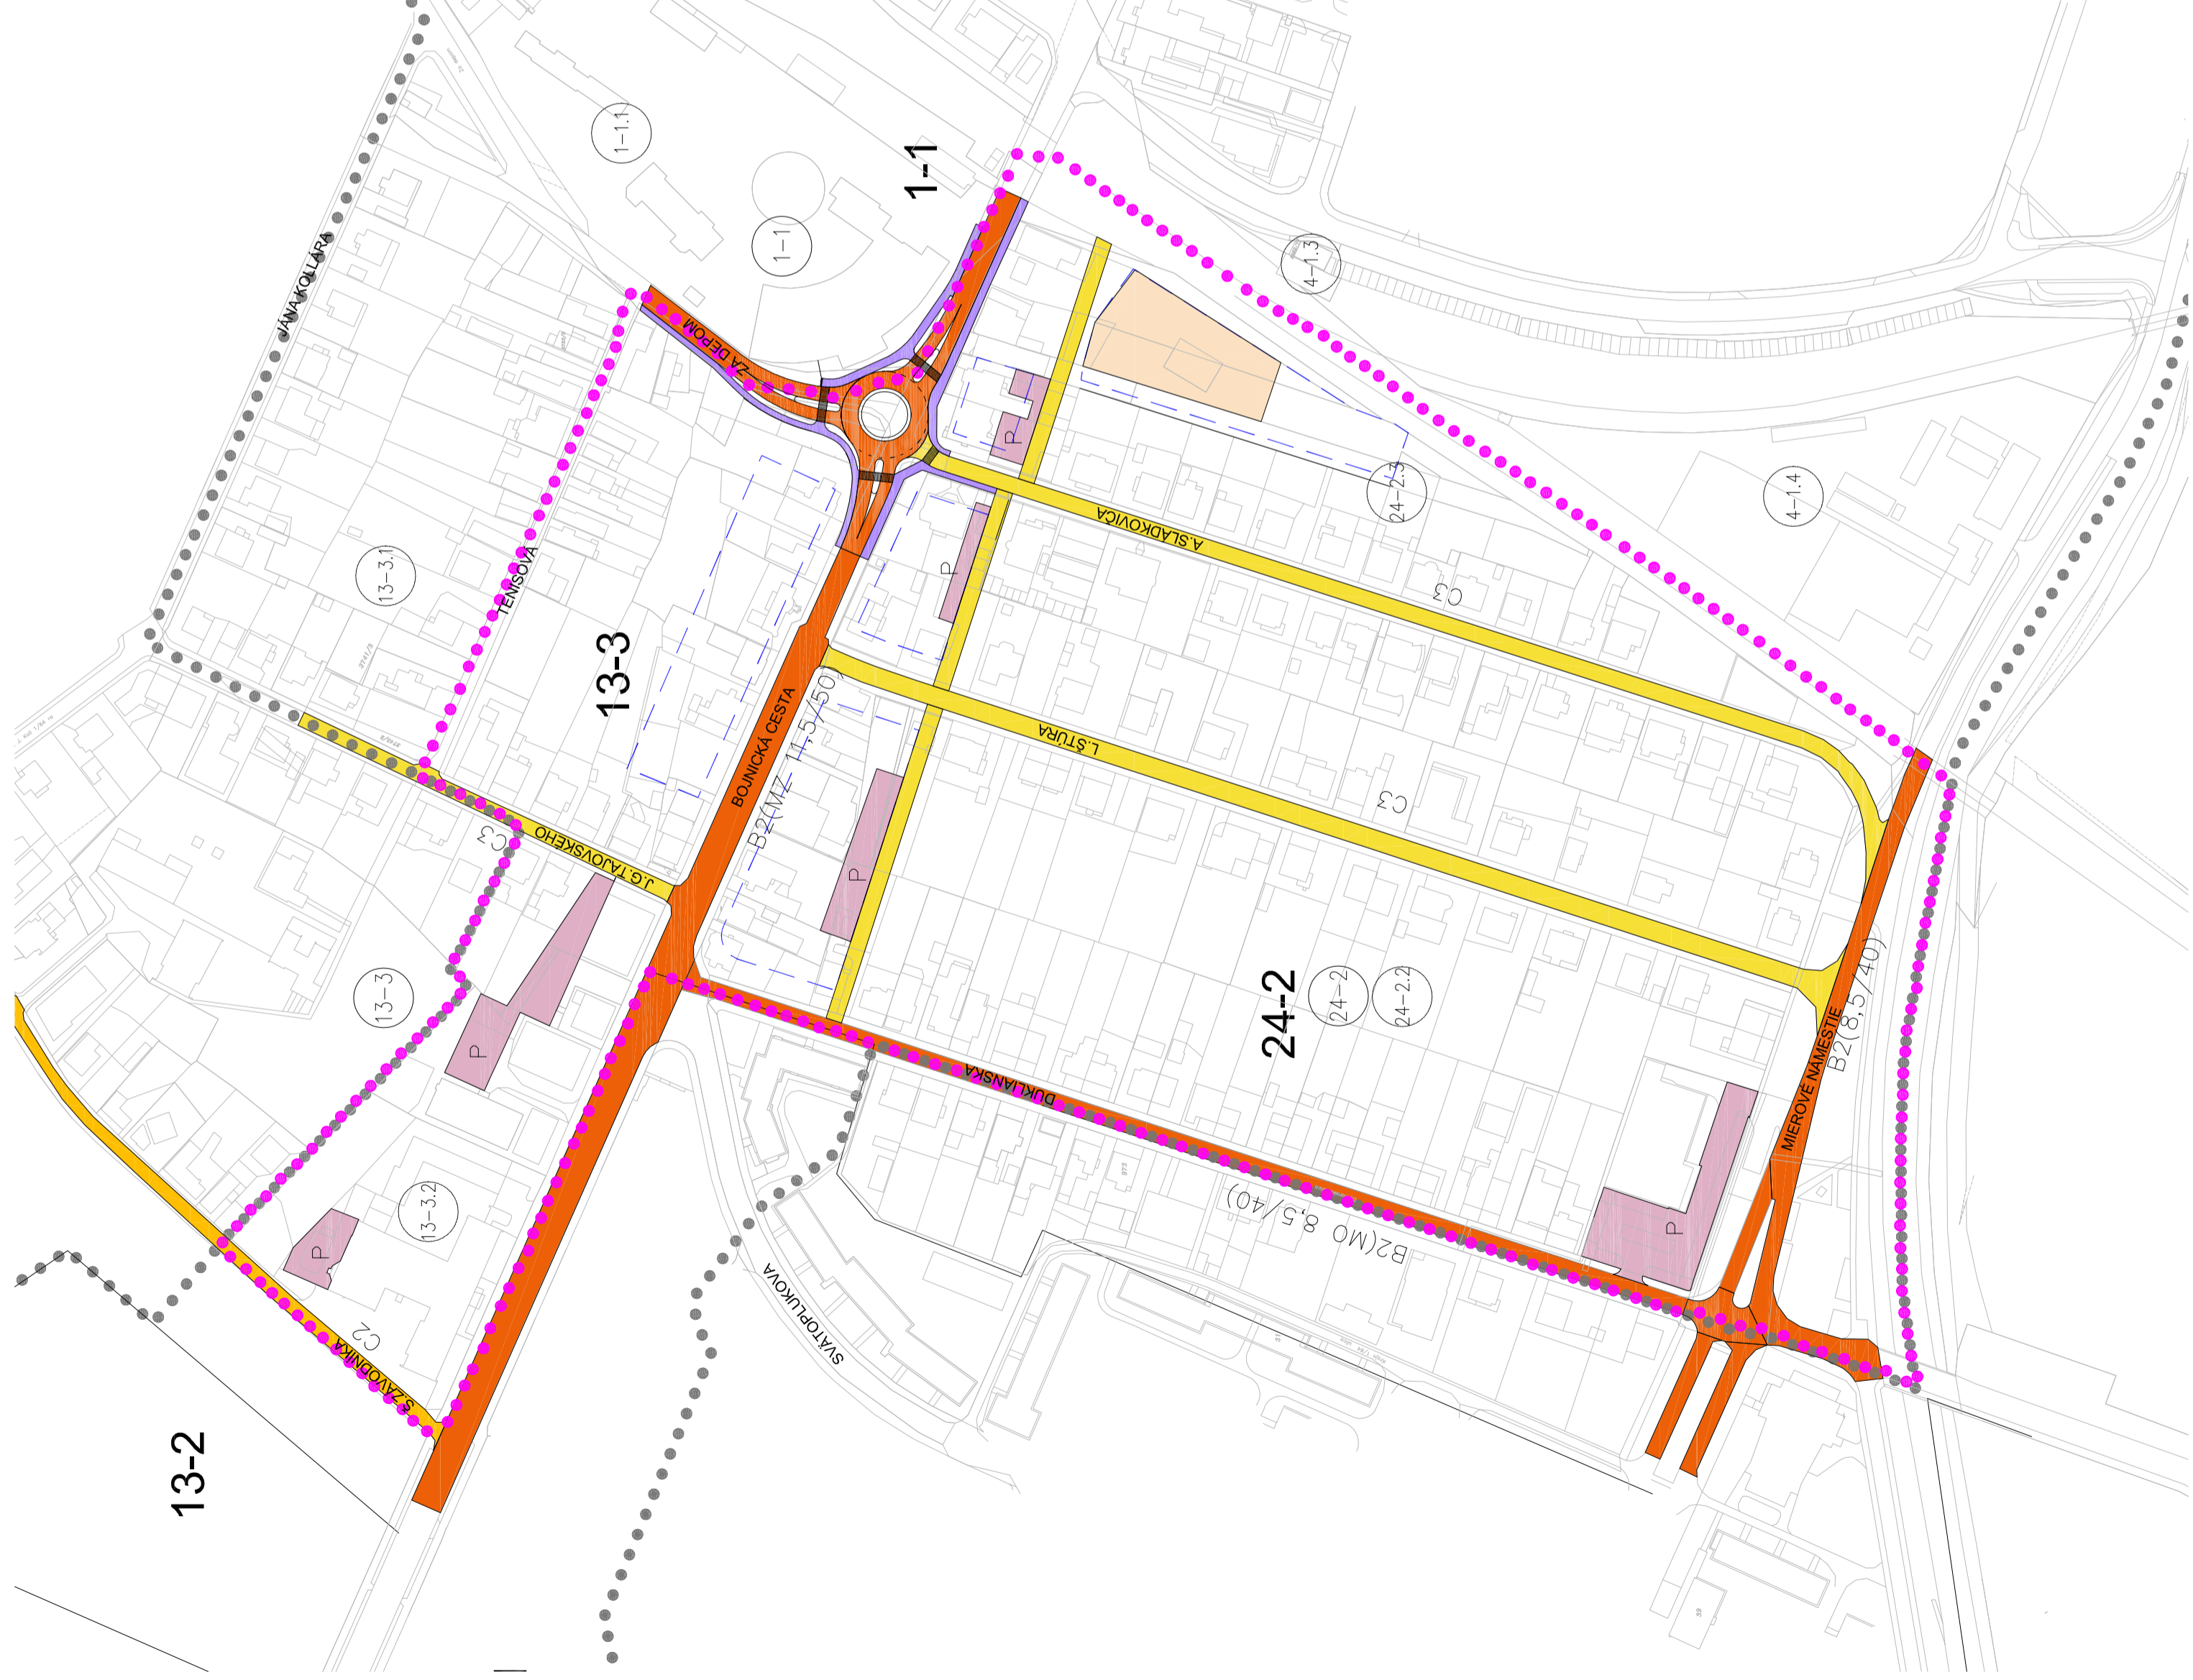 JÁNA KOLLÁRA
1-1.1
1-1
1-1
ZA DEPOM
4-1.3
13-3.1
TENISOVÁ
13-3
P
P
24-2.3
4-1.4
A.SLÁDKOVIČA
C3
BOJNICKÁ CESTA
B2(MZ 11,5/50)
L.ŠTÚRA
C3
C3
J.G.TAJOVSKÉHO
P
13-3
P
24-2
24-2
24-2.2
B2(8,5/40)
MIEROVÉ NÁMESTIE
DUKLIANSKA
B2(MO 8,5/40)
P
P
13-3.2
C2
Š.ZÁVODNÍKA
SVÄTOPLUKOVA
13-2